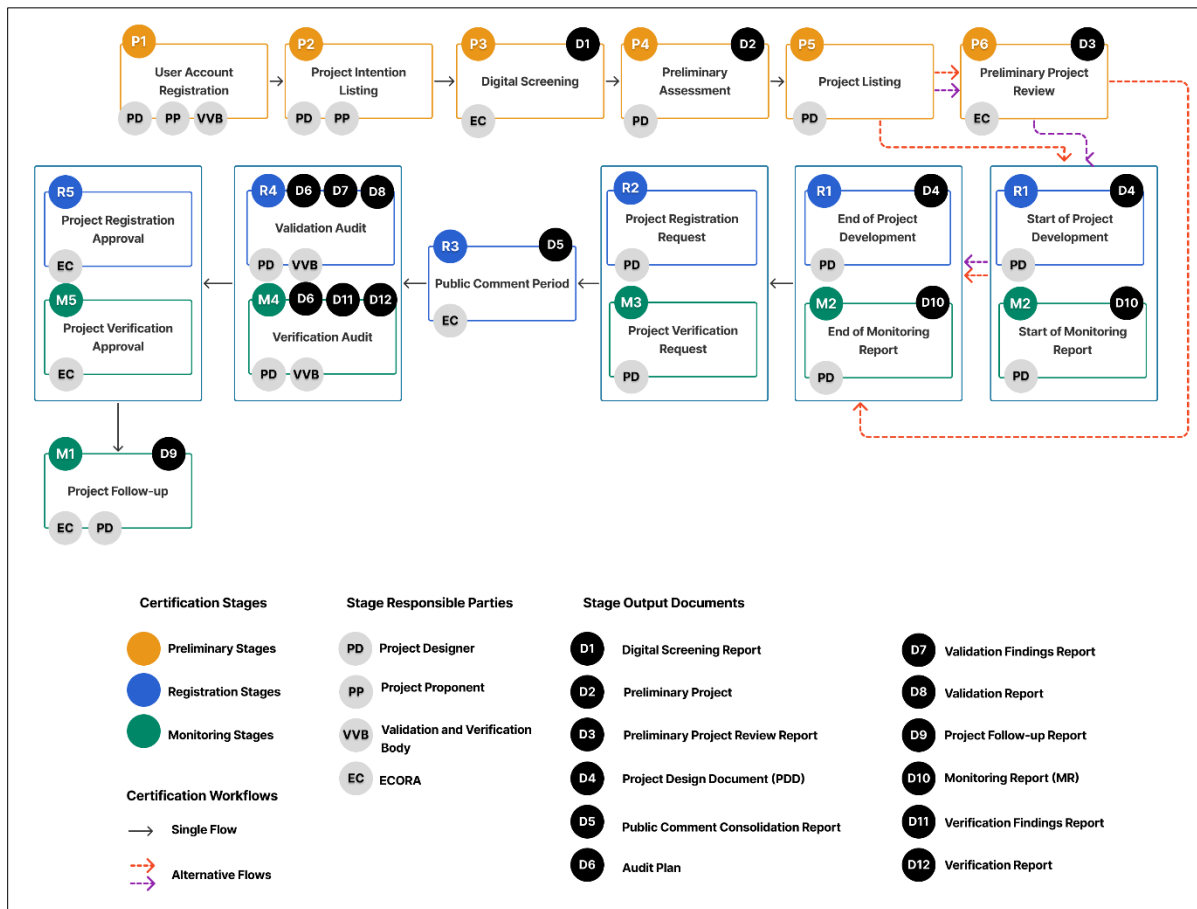 P1
User Account
Registration
PD PP VVB
P2
Project Intention
Listing
PD PP
P3 D1
Digital Screening
EC
P4 D2
Preliminary
Assessment
PD
P5
Project Listing
PD
P6 D3
Preliminary Project
Review
EC
R5
Project Registration
Approval
EC
M5
Project Verification
Approval
EC
R4 D6 D7 D8
Validation Audit
PD VVB
M4 D6 D11 D12
Verification Audit
PD VVB
R3 D5
Public Comment Period
EC
R2
Project Registration
Request
PD
M3
Project Verification
Request
PD
R1 D4
End of Project
Development
PD
M2 D10
End of Monitoring
Report
PD
R1 D4
Start of Project
Development
PD
M2 D10
Start of Monitoring
Report
PD
M1 D9
Project Follow-up
EC PD
Certification Stages
Preliminary Stages
Registration Stages
Monitoring Stages
Certification Workflows
Single Flow
Alternative Flows
Stage Responsible Parties
PD Project Designer
PP Project Proponent
VVB Validation and Verification
Body
EC ECORA
Stage Output Documents
D1 Digital Screening Report
D2 Preliminary Project
D3 Preliminary Project Review Report
D4 Project Design Document (PDD)
D5 Public Comment Consolidation Report
D6 Audit Plan
D7 Validation Findings Report
D8 Validation Report
D9 Project Follow-up Report
D10 Monitoring Report (MR)
D11 Verification Findings Report
D12 Verification Report